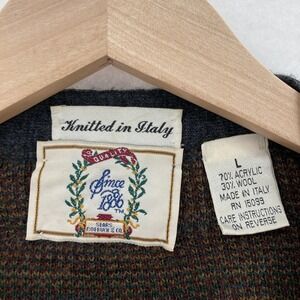 Knitted in Italy
QUALITY
Since
1886
TM
SEARS,
ROEBUCK & CO.
L
70% ACRYLIC
30% WOOL
MADE IN ITALY
RN 15099
CARE INSTRUCTIONS
ON REVERSE